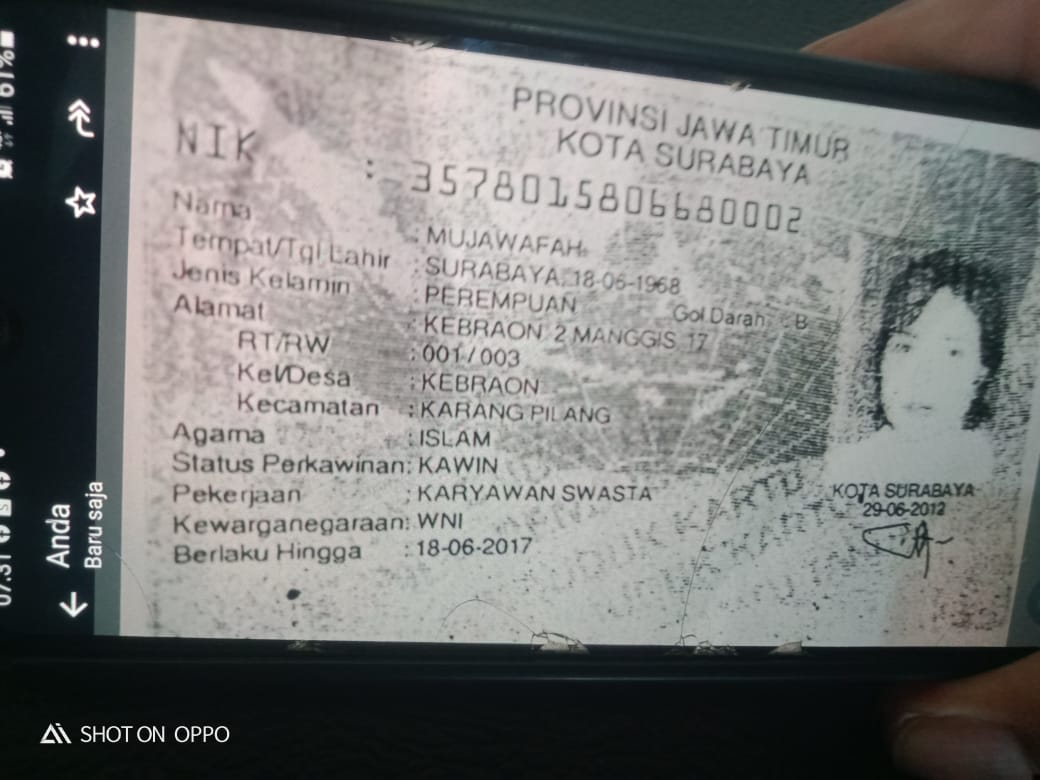 PROVINSI JAWA TIMUR
KOTA SURABAYA
NIK : 3578015806680002
Nama : MUJAWAFAH
Tempat/Tgl Lahir : SURABAYA, 18-06-1968
Jenis Kelamin : PEREMPUAN Gol Darah : B
Alamat : KEBRAON 2 MANGGIS 17
RT/RW : 001/003
Kel/Desa : KEBRAON
Kecamatan : KARANG PILANG
Agama : ISLAM
Status Perkawinan: KAWIN
Pekerjaan : KARYAWAN SWASTA
Kewarganegaraan: WNI
Berlaku Hingga : 18-06-2017
KOTA SURABAYA
29-06-2012
Anda
Baru saja
61%
SHOT ON OPPO